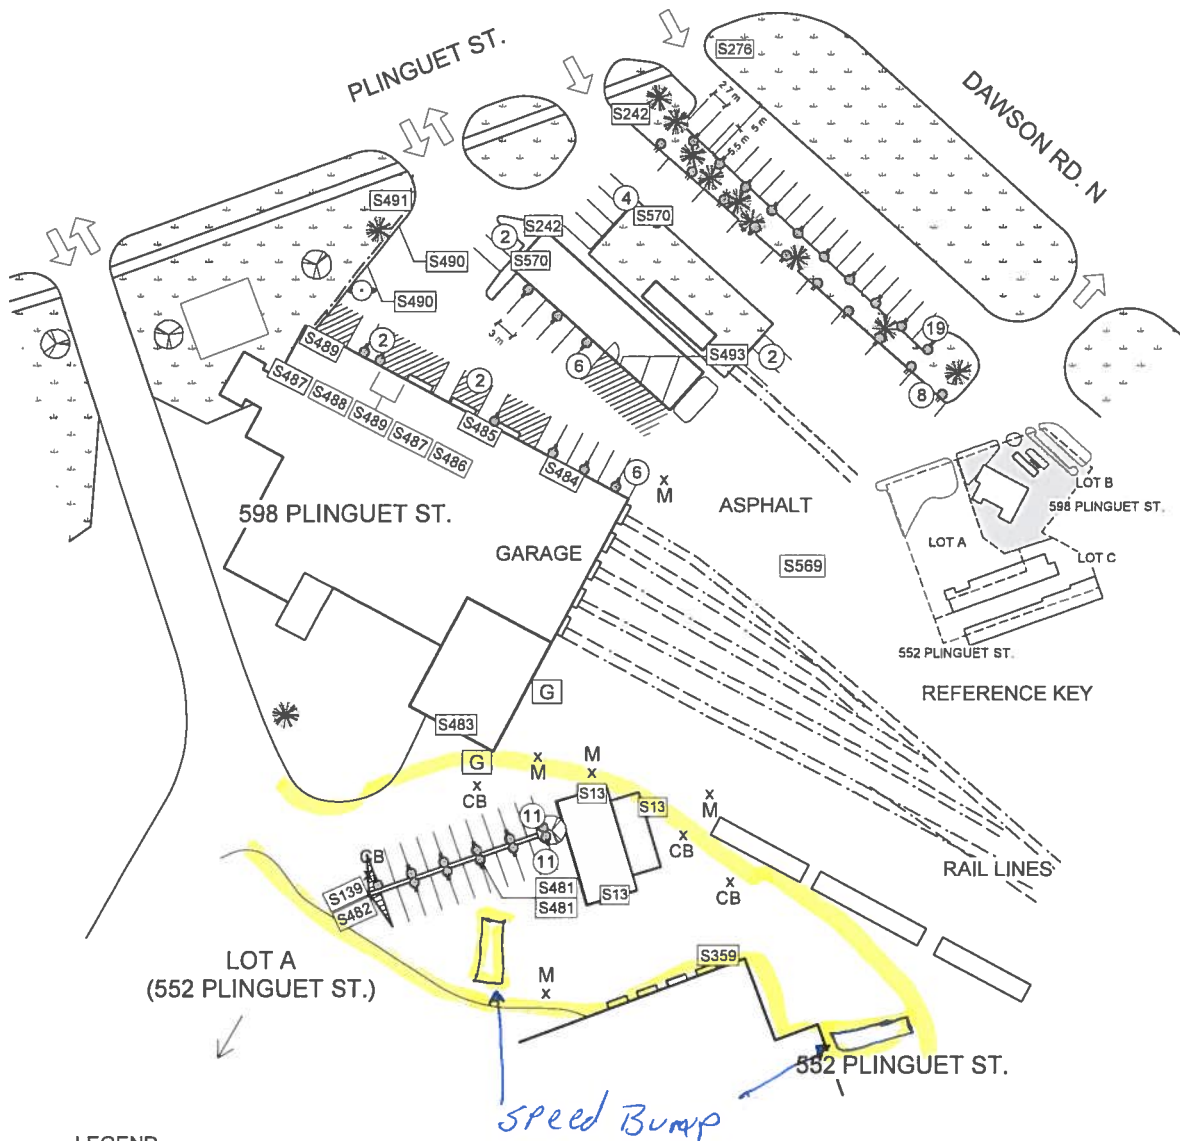 PLINGUET ST.
DAWSON RD. N
S276
2.7 m
S242
5.5 m
5 m
S491
4
S570
S242
2
S570
S490
S490
3 m
S489
2
19
S493
2
6
2
8
S487
S488
S489
S487
S486
S485
S484
6
M
LOT B
598 PLINGUET ST.
ASPHALT
598 PLINGUET ST.
LOT A
GARAGE
LOT C
S569
552 PLINGUET ST.
REFERENCE KEY
G
S483
G
M
M
CB
S13
S13
M
11
CB
11
CB
RAIL LINES
S139
S481
S13
CB
S482
S481
LOT A
(552 PLINGUET ST.)
S359
M
552 PLINGUET ST.
Speed Bump
LEGEND